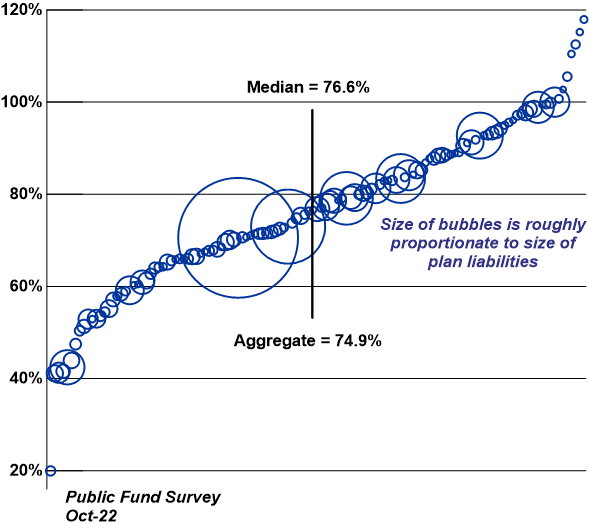 120%
Median = 76.6%
100%
80%
Size of bubbles is roughly
proportionate to size of
plan liabilities
60%
Aggregate = 74.9%
40%
20%
Public Fund Survey
Oct-22